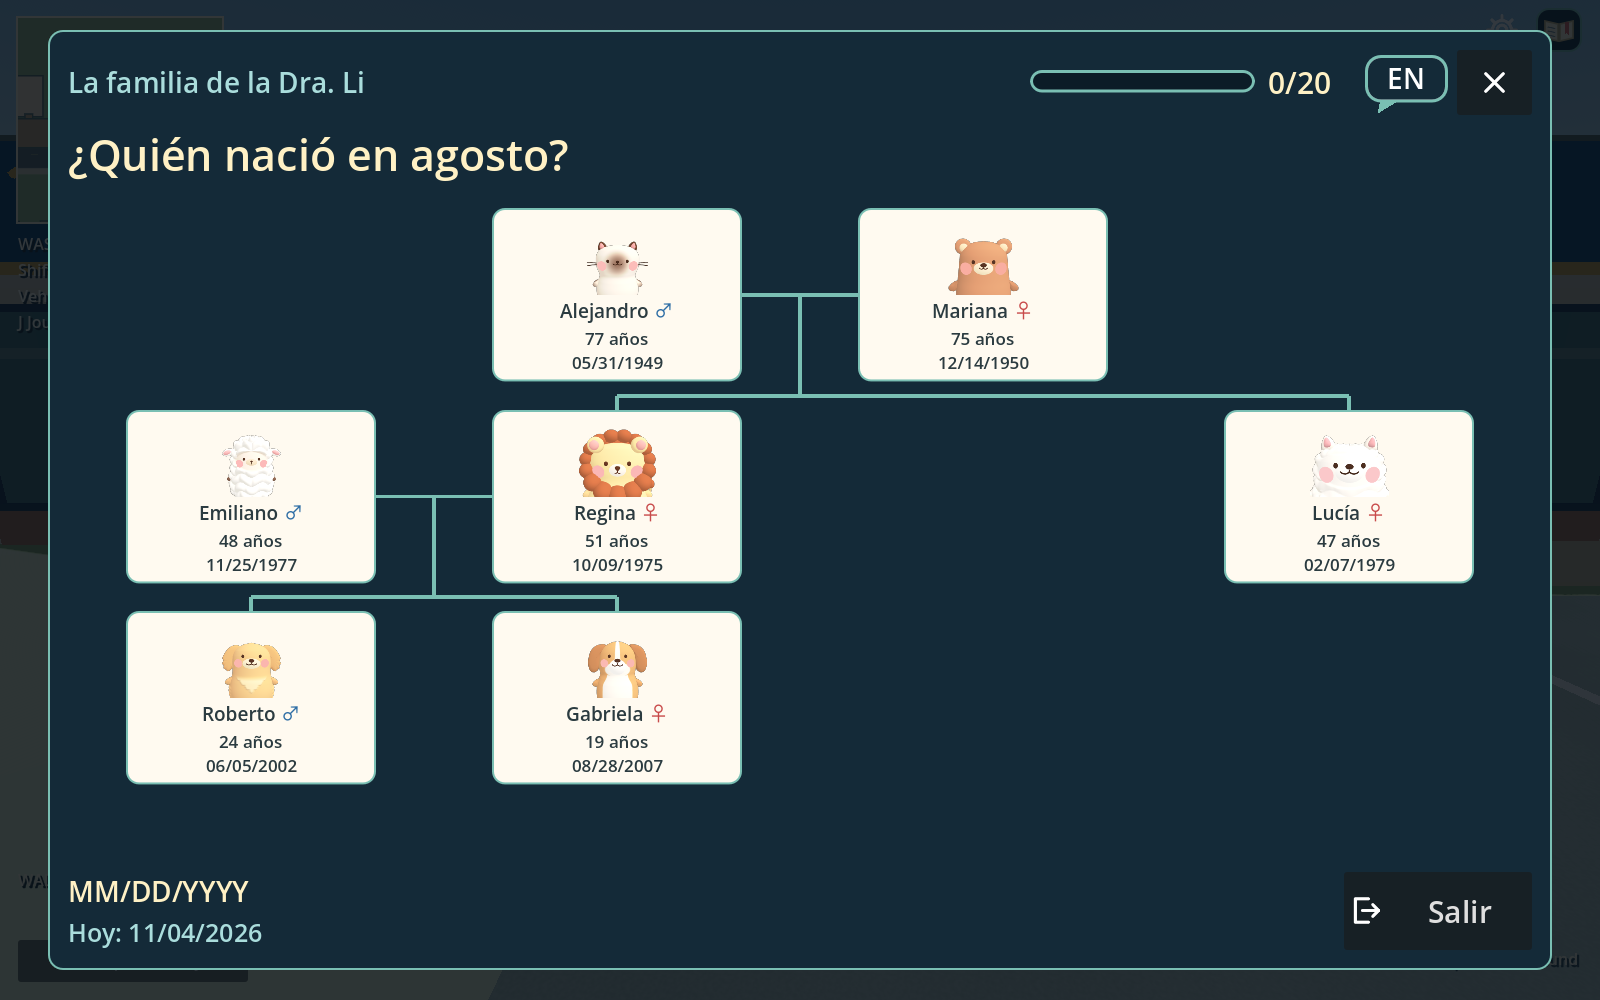 La familia de la Dra. Li
0/20
EN
¿Quién nació en agosto?
Alejandro ♂
77 años
05/31/1949
Mariana ♀
75 años
12/14/1950
Emiliano ♂
48 años
11/25/1977
Regina ♀
51 años
10/09/1975
Lucía ♀
47 años
02/07/1979
Roberto ♂
24 años
06/05/2002
Gabriela ♀
19 años
08/28/2007
MM/DD/YYYY
Hoy: 11/04/2026
Salir